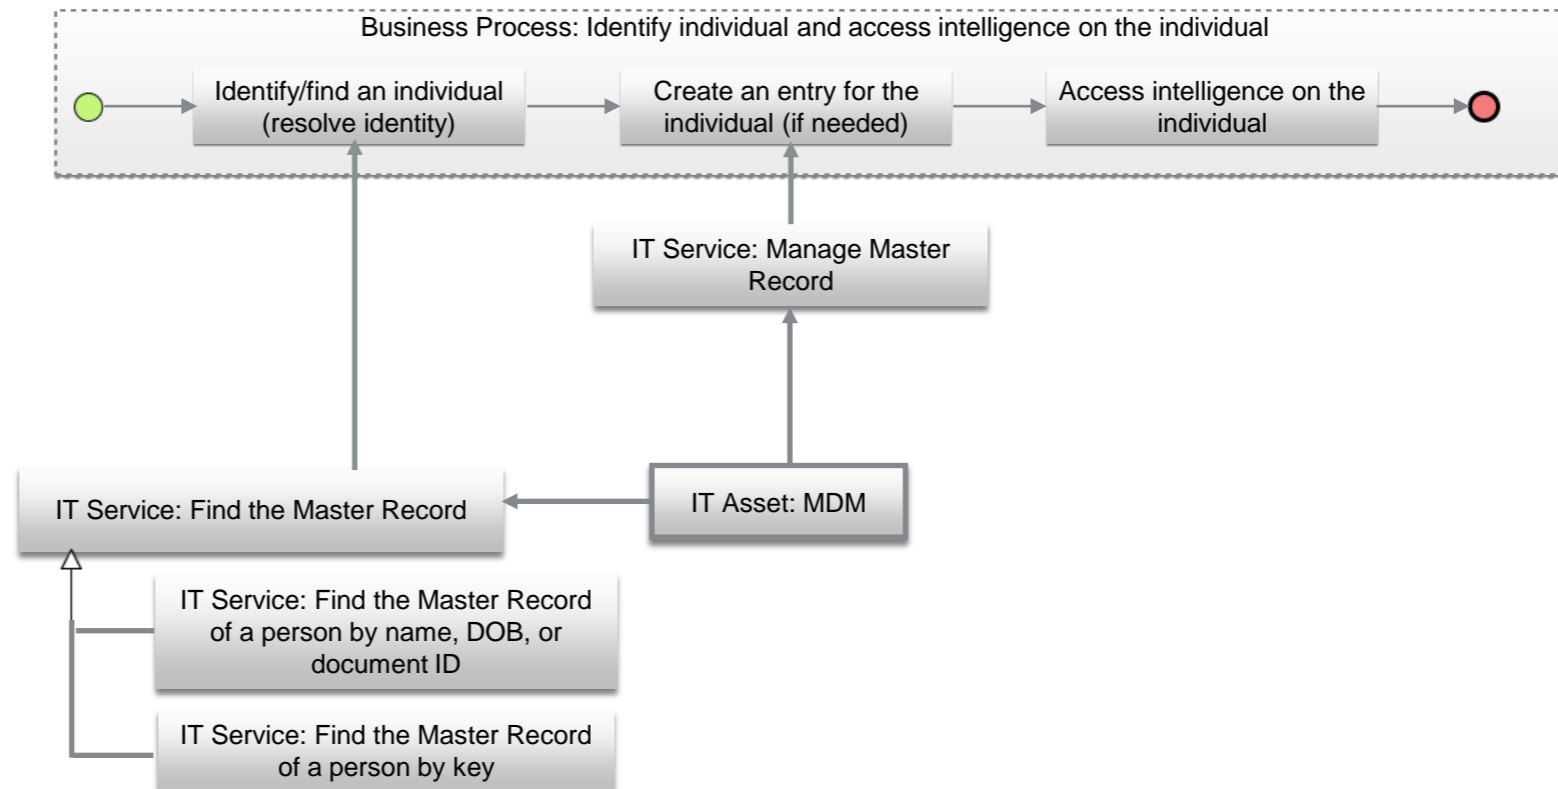 Business Process: Identify individual and access intelligence on the individual
Identify/find an individual
(resolve identity)
Create an entry for the
individual (if needed)
Access intelligence on the
individual
IT Service: Manage Master
Record
IT Service: Find the Master Record
IT Asset: MDM
IT Service: Find the Master Record
of a person by name, DOB, or
document ID
IT Service: Find the Master Record
of a person by key